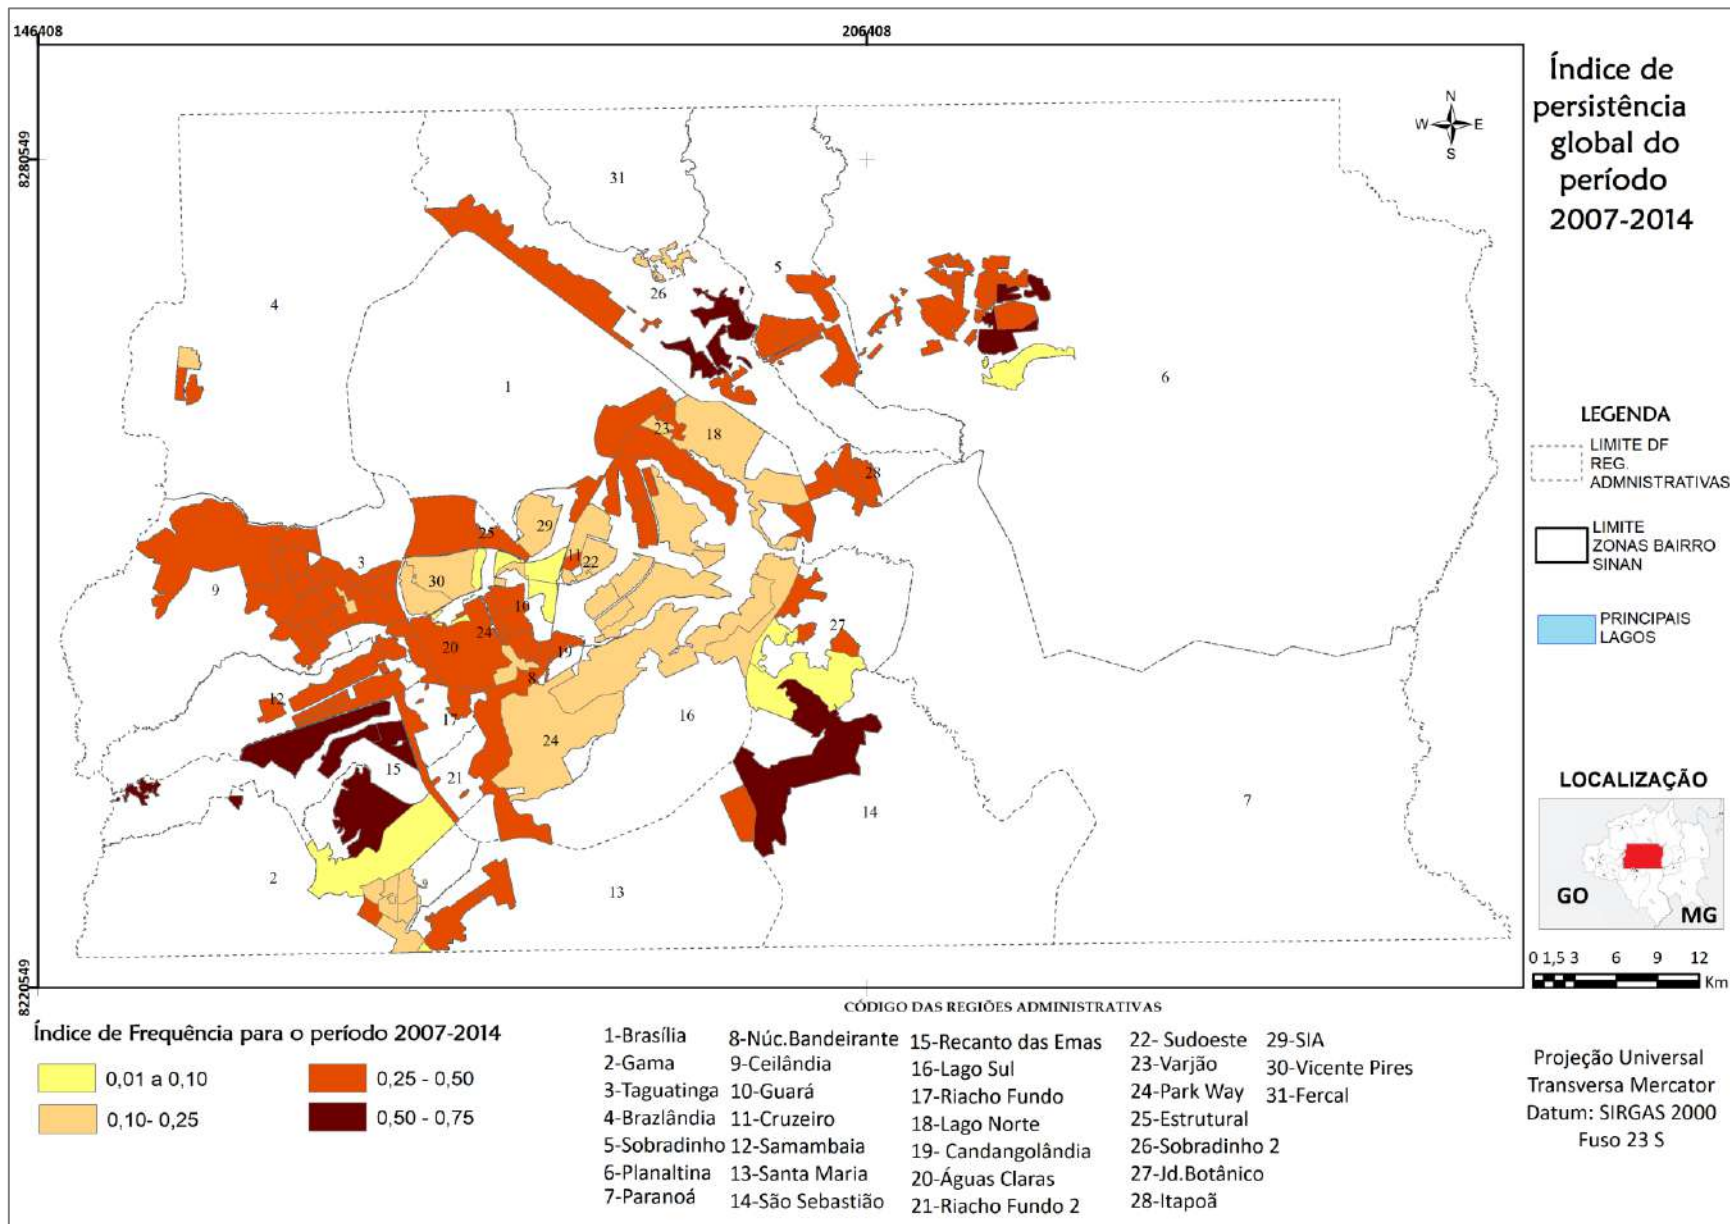 146408
206408
8280549
8220549
Índice de
persistência
global do
período
2007-2014
N
W
E
S
31
5
26
4
1
6
23
18
28
25
29
3
11
22
30
9
10
24
20
19
27
8
12
17
16
24
15
21
14
7
2
9
13
LEGENDA
LIMITE DF
REG.
ADMNISTRATIVAS
LIMITE
ZONAS BAIRRO
SINAN
PRINCIPAIS
LAGOS
LOCALIZAÇÃO
GO
MG
0 1,5 3 6 9 12
Km
Índice de Frequência para o período 2007-2014
0,01 a 0,10
0,25 - 0,50
0,10- 0,25
0,50 - 0,75
CÓDIGO DAS REGIÕES ADMINISTRATIVAS
1-Brasília
2-Gama
3-Taguatinga
4-Brazlândia
5-Sobradinho
6-Planaltina
7-Paranoá
8-Núc.Bandeirante
9-Ceilândia
10-Guará
11-Cruzeiro
12-Samambaia
13-Santa Maria
14-São Sebastião
15-Recanto das Emas
16-Lago Sul
17-Riacho Fundo
18-Lago Norte
19- Candangolândia
20-Águas Claras
21-Riacho Fundo 2
22- Sudoeste
23-Varjão
24-Park Way
25-Estrutural
26-Sobradinho 2
27-Jd.Botânico
28-Itapoã
29-SIA
30-Vicente Pires
31-Fercal
Projeção Universal
Transversa Mercator
Datum: SIRGAS 2000
Fuso 23 S